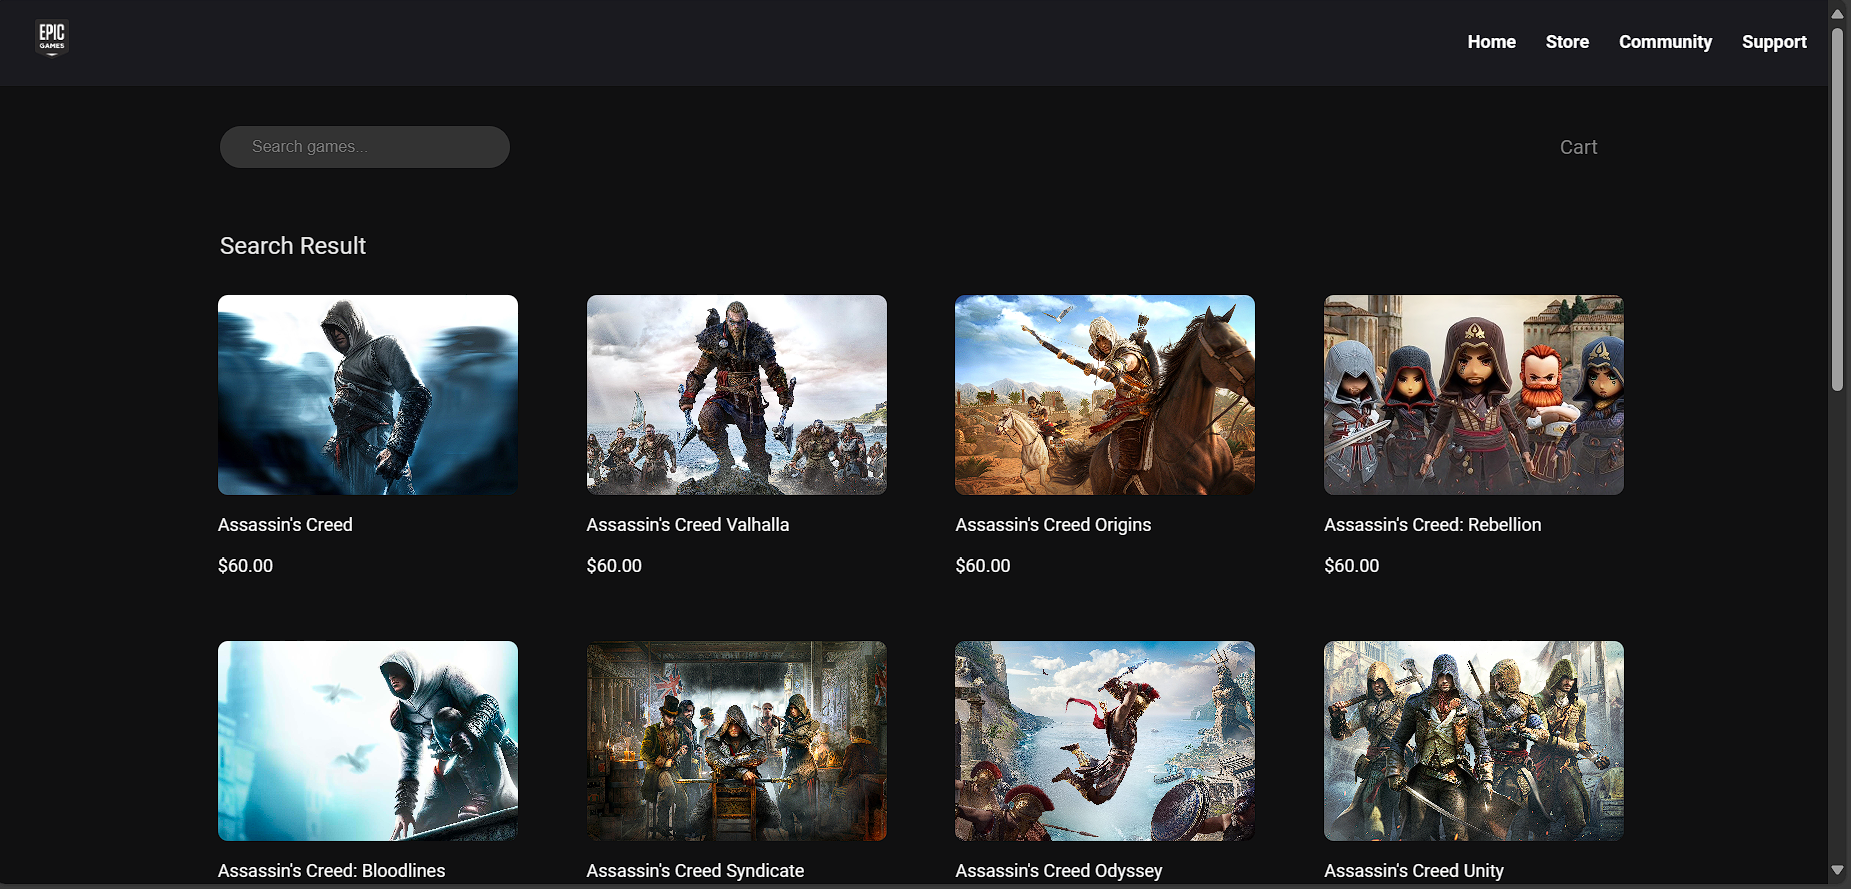 EPIC
GAMES
Home Store Community Support
Search games...
Cart
Search Result
Assassin's Creed
Assassin's Creed Valhalla
Assassin's Creed Origins
Assassin's Creed: Rebellion
$60.00
$60.00
$60.00
$60.00
Assassin's Creed: Bloodlines
Assassin's Creed Syndicate
Assassin's Creed Odyssey
Assassin's Creed Unity